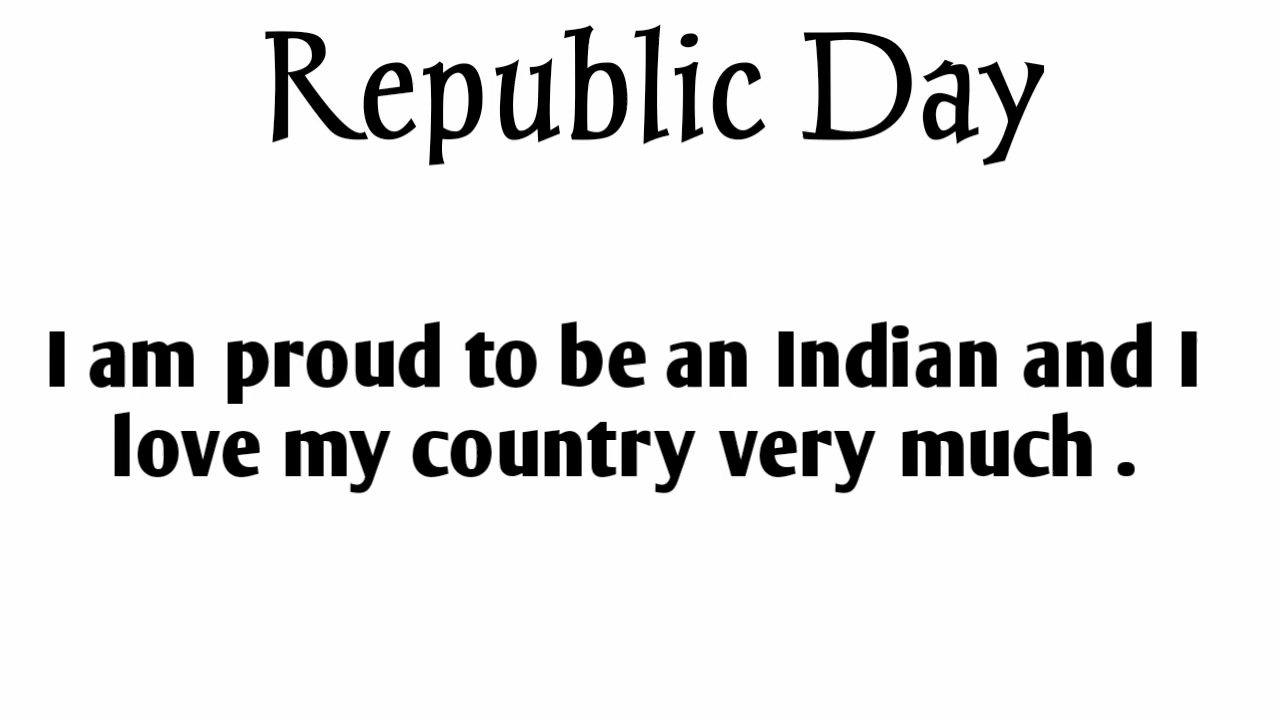 Republic Day
I am proud to be an Indian and I
love my country very much .